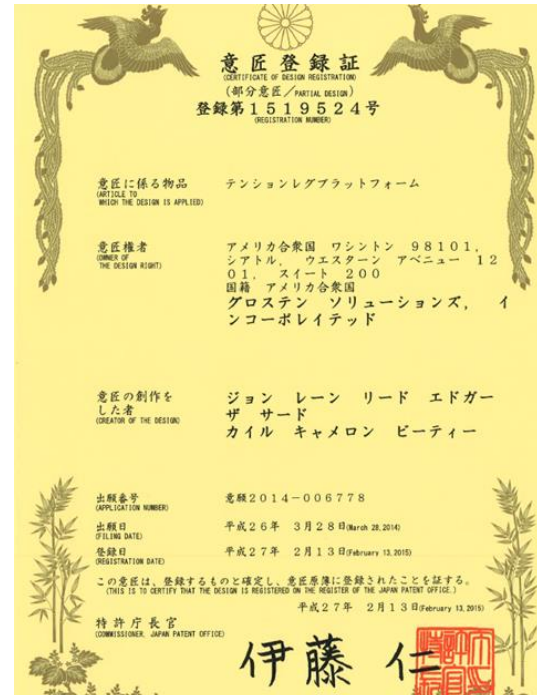 意匠登録証
(CERTIFICATE OF DESIGN REGISTRATION)
(部分意匠／PARTIAL DESIGN)
登録第1519524号
(REGISTRATION NUMBER)
意匠に係る物品
(ARTICLE TO
WHICH THE DESIGN IS APPLIED)
テンションレグプラットフォーム
意匠権者
(OWNER OF
THE DESIGN RIGHT)
アメリカ合衆国 ワシントン 98101,
シアトル, ウエスターン アベニュー 12
01, スイート 200
国籍 アメリカ合衆国
グロステン ソリューションズ, イ
ンコーポレイテッド
意匠の創作を
した者
(CREATOR OF THE DESIGN)
ジョン レーン リード エドガー
ザ サード
カイル キャメロン ビーティー
出願番号
(APPLICATION NUMBER)
意願2014-006778
出願日
(FILING DATE)
平成26年 3月28日(March 28, 2014)
登録日
(REGISTRATION DATE)
平成27年 2月13日(February 13, 2015)
この意匠は、登録するものと確定し、意匠原簿に登録されたことを証する。
(THIS IS TO CERTIFY THAT THE DESIGN IS REGISTERED ON THE REGISTER OF THE JAPAN PATENT OFFICE.)
平成27年 2月13日(February 13, 2015)
特許庁長官
(COMMISSIONER, JAPAN PATENT OFFICE)
伊藤 仁